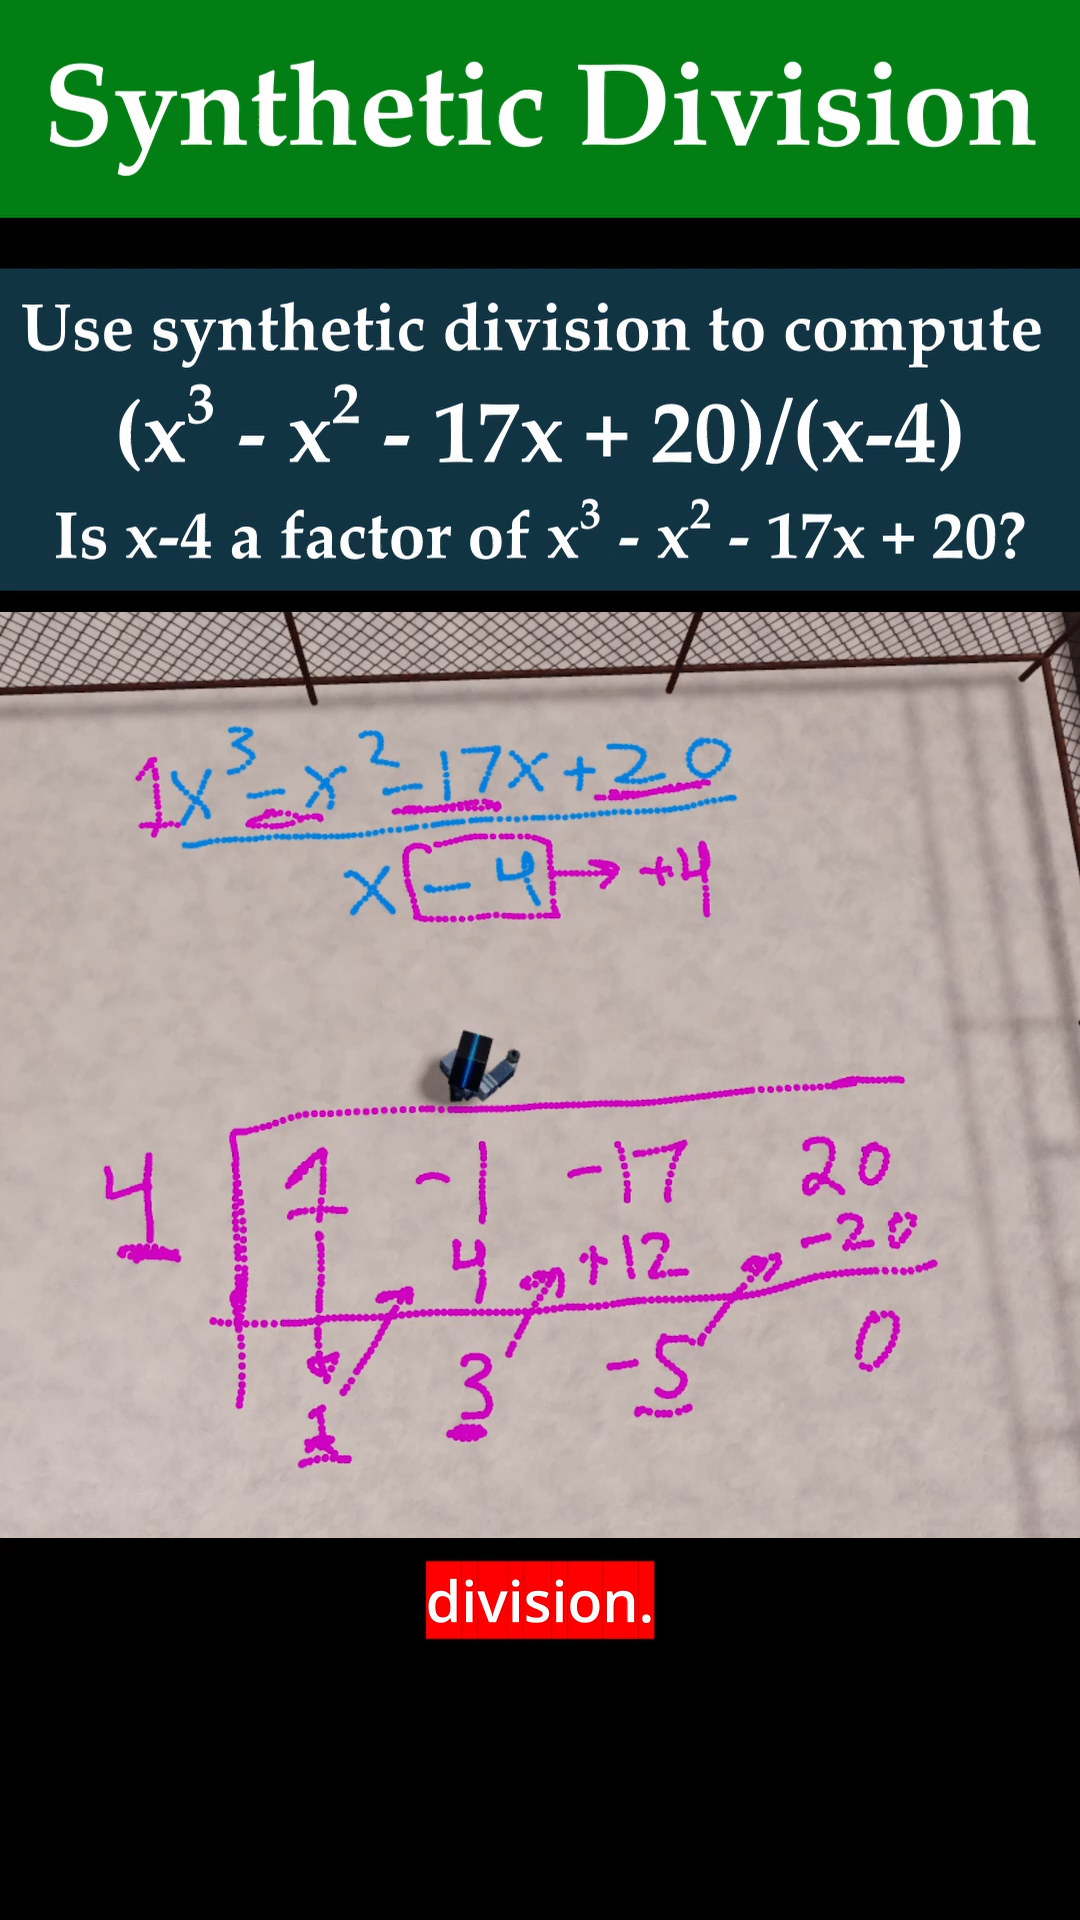 Synthetic Division
Use synthetic division to compute
(x³ - x² - 17x + 20)/(x-4)
Is x-4 a factor of x³ - x² - 17x + 20?
1x³ - x² - 17x + 20
x - 4 → +4
4 1 -1 -17 20
4 +12 -20
1 3 -5 0
division.